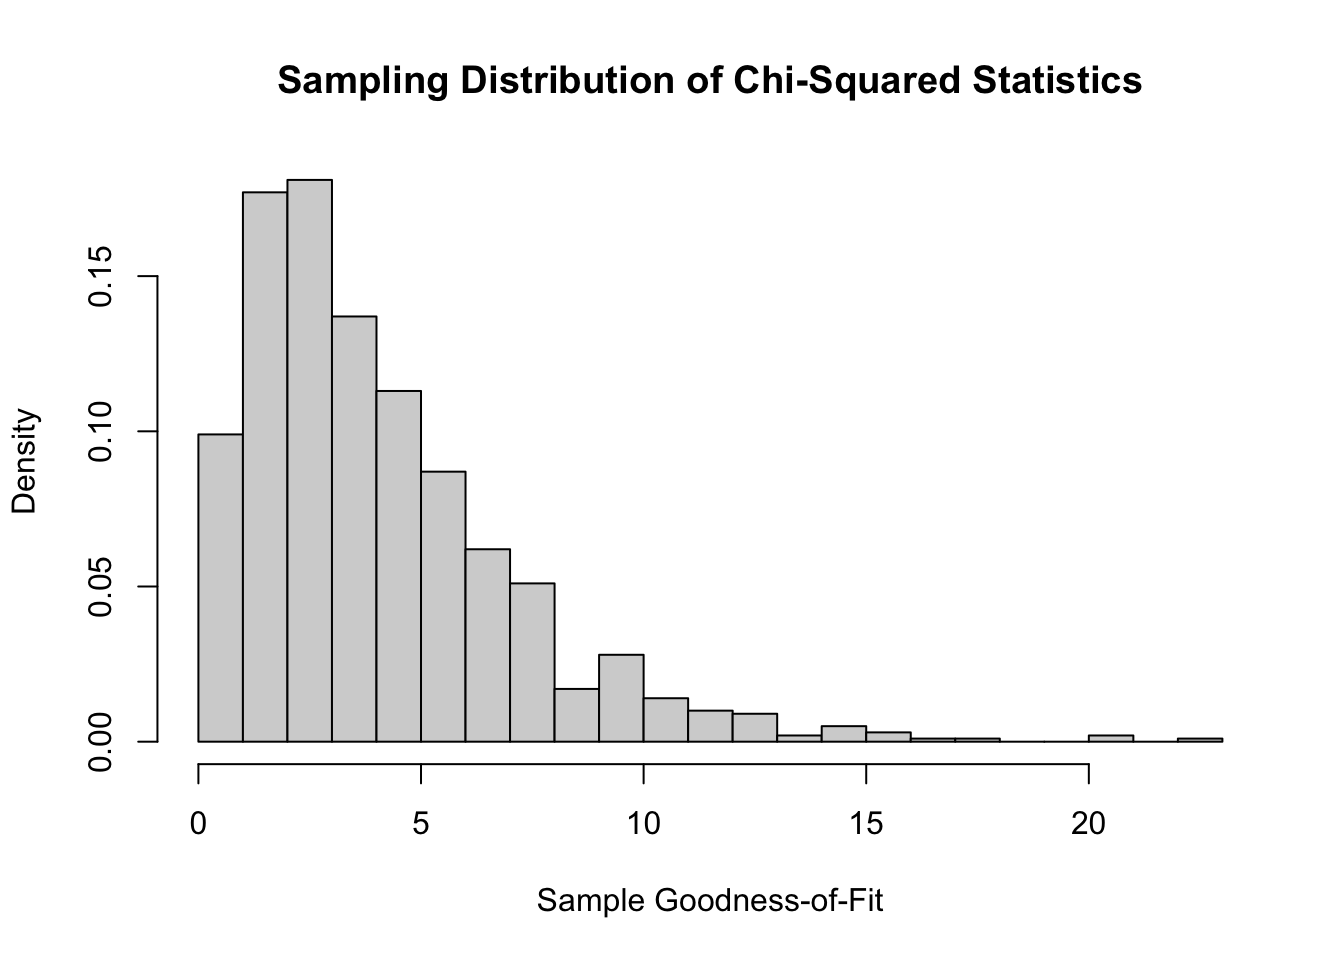 Sampling Distribution of Chi-Squared Statistics
Density
0.15
0.10
0.05
0.00
0 5 10 15 20
Sample Goodness-of-Fit